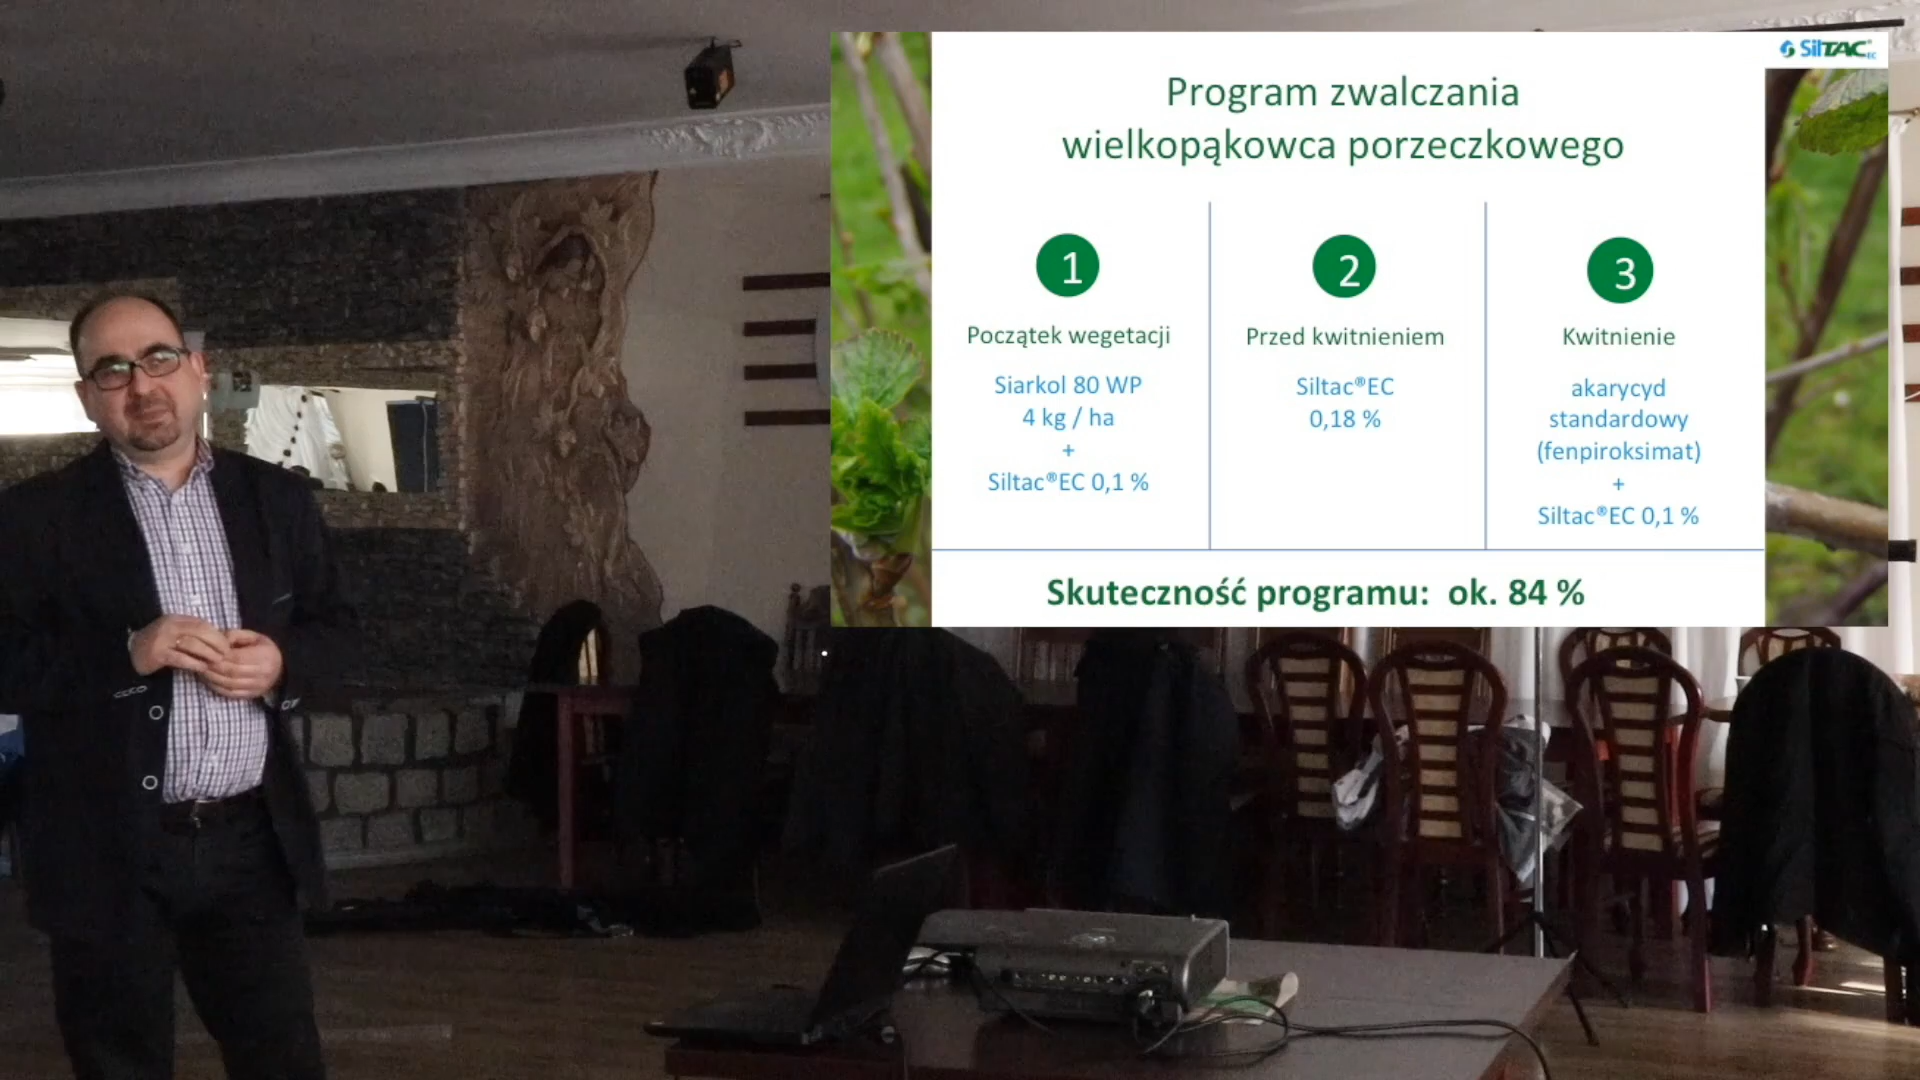 SilTAC® EC
Program zwalczania
wielkopąkowca porzeczkowego
1
Początek wegetacji
Siarkol 80 WP
4 kg / ha
+
Siltac®EC 0,1 %
2
Przed kwitnieniem
Siltac®EC
0,18 %
3
Kwitnienie
akarycyd
standardowy
(fenpiroksimat)
+
Siltac®EC 0,1 %
Skuteczność programu: ok. 84 %